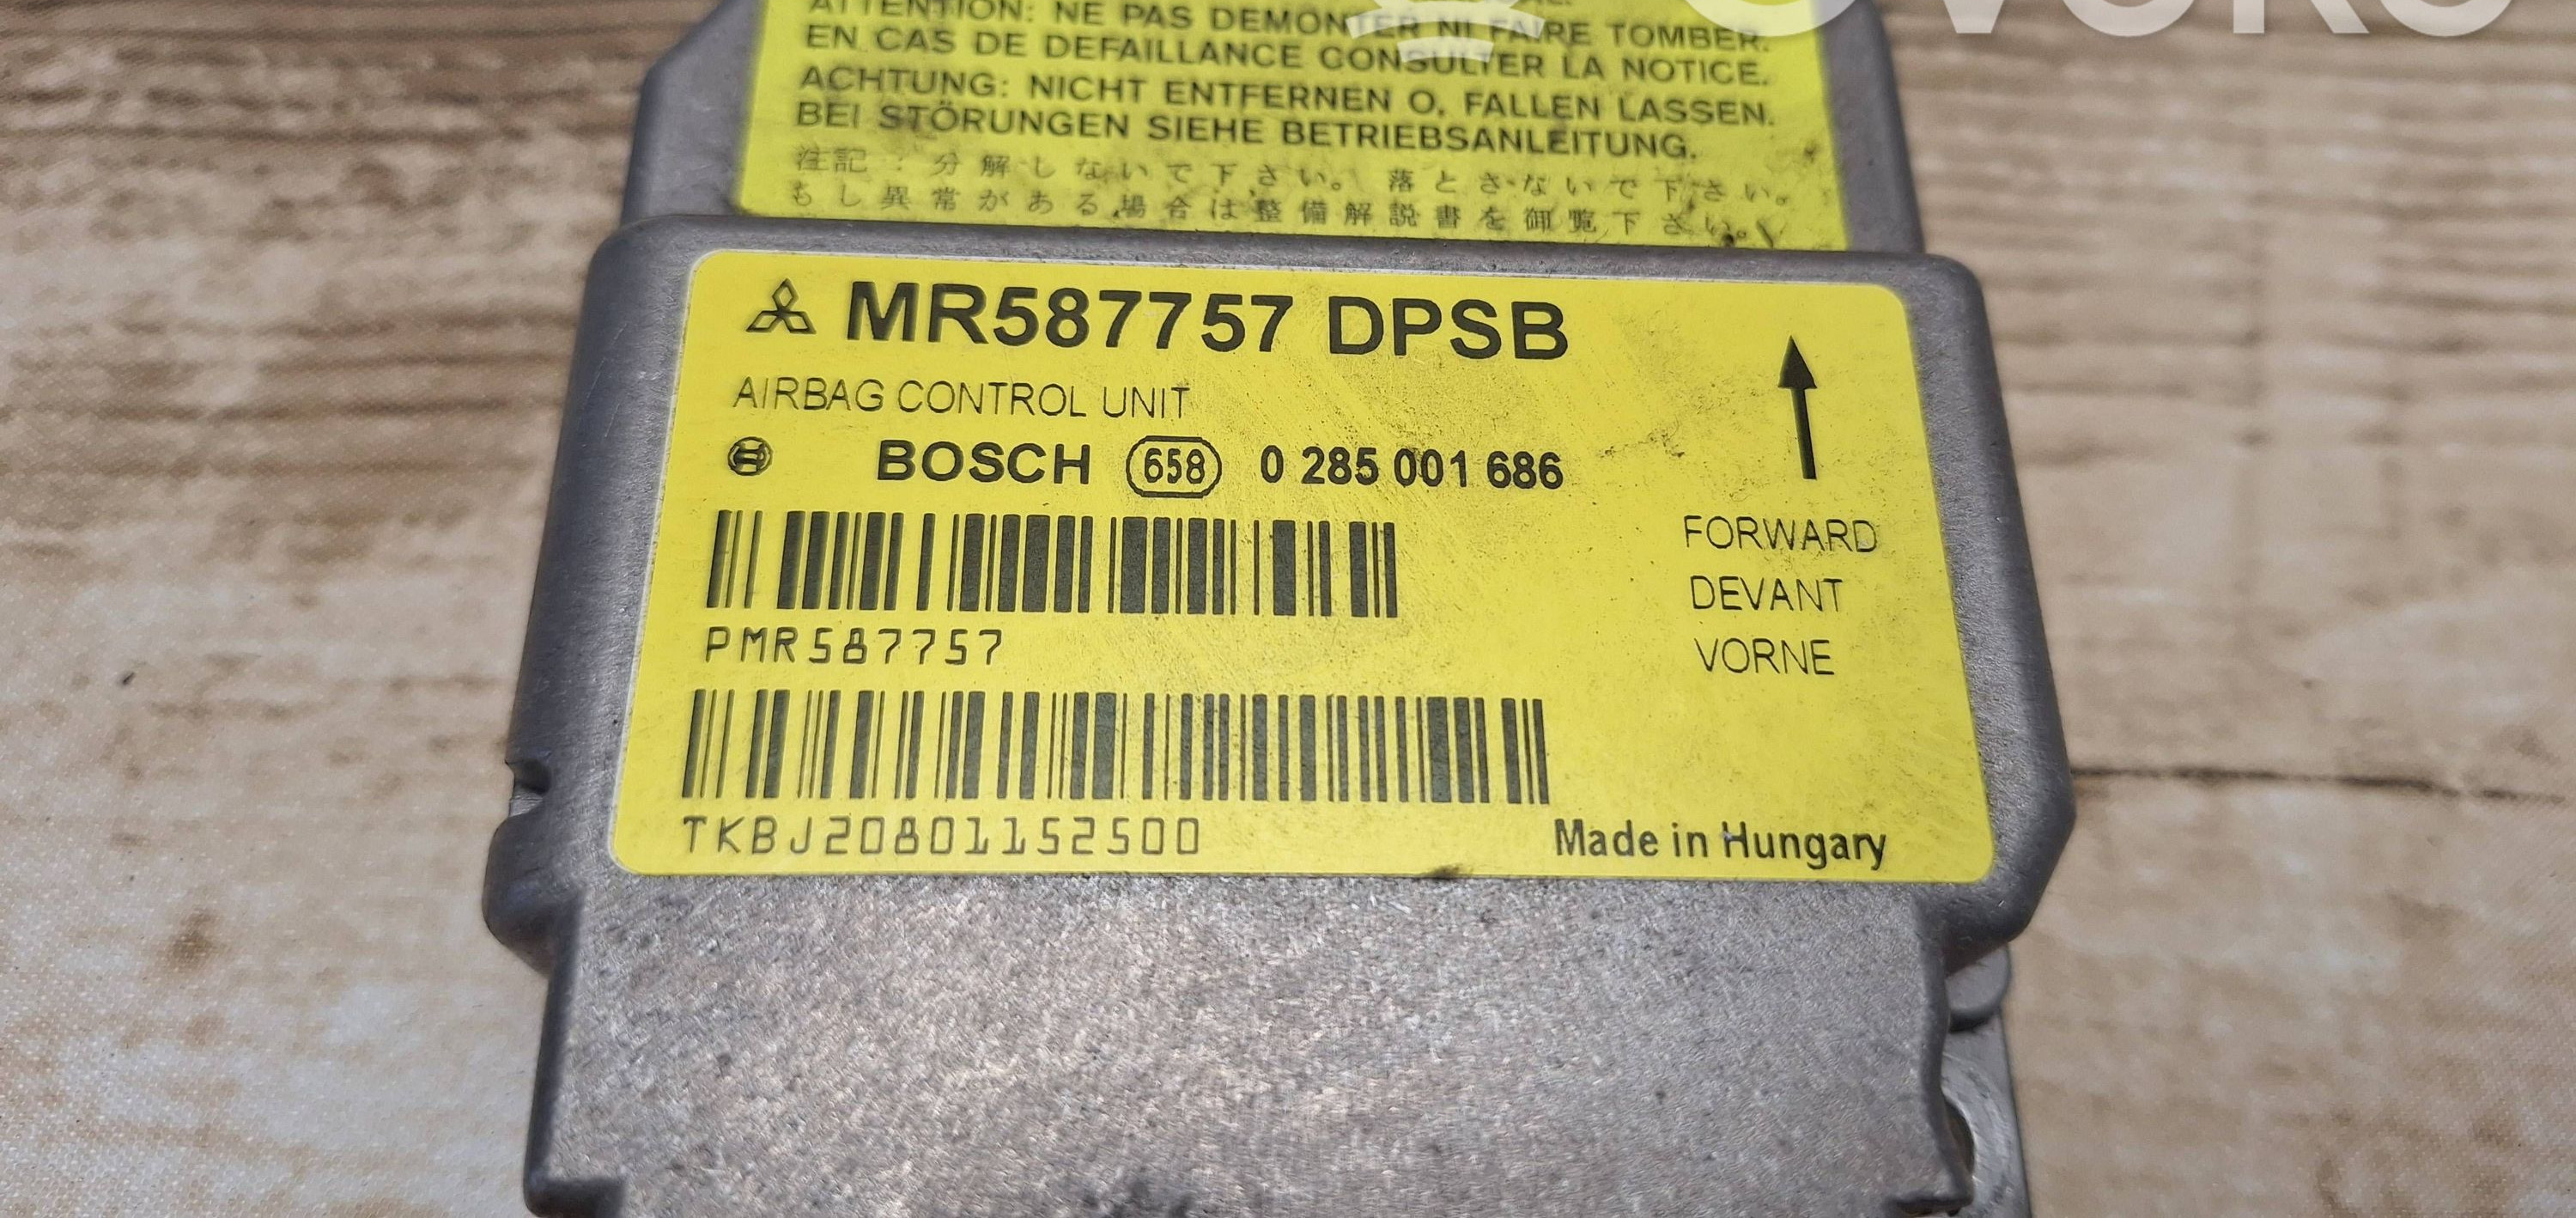 ATTENTION: NE PAS DEMONTER NI FAIRE TOMBER.
EN CAS DE DEFAILLANCE CONSULTER LA NOTICE.
ACHTUNG: NICHT ENTFERNEN O. FALLEN LASSEN.
BEI STÖRUNGEN SIEHE BETRIEBSANLEITUNG.
注記:分解しないで下さい。落とさないで下さい。
もし異常がある場合は整備解説書を御覧下さい。
MR587757 DPSB
AIRBAG CONTROL UNIT
BOSCH 658 0 285 001 686
FORWARD
DEVANT
VORNE
PMR587757
TKBJ20801152500
Made in Hungary